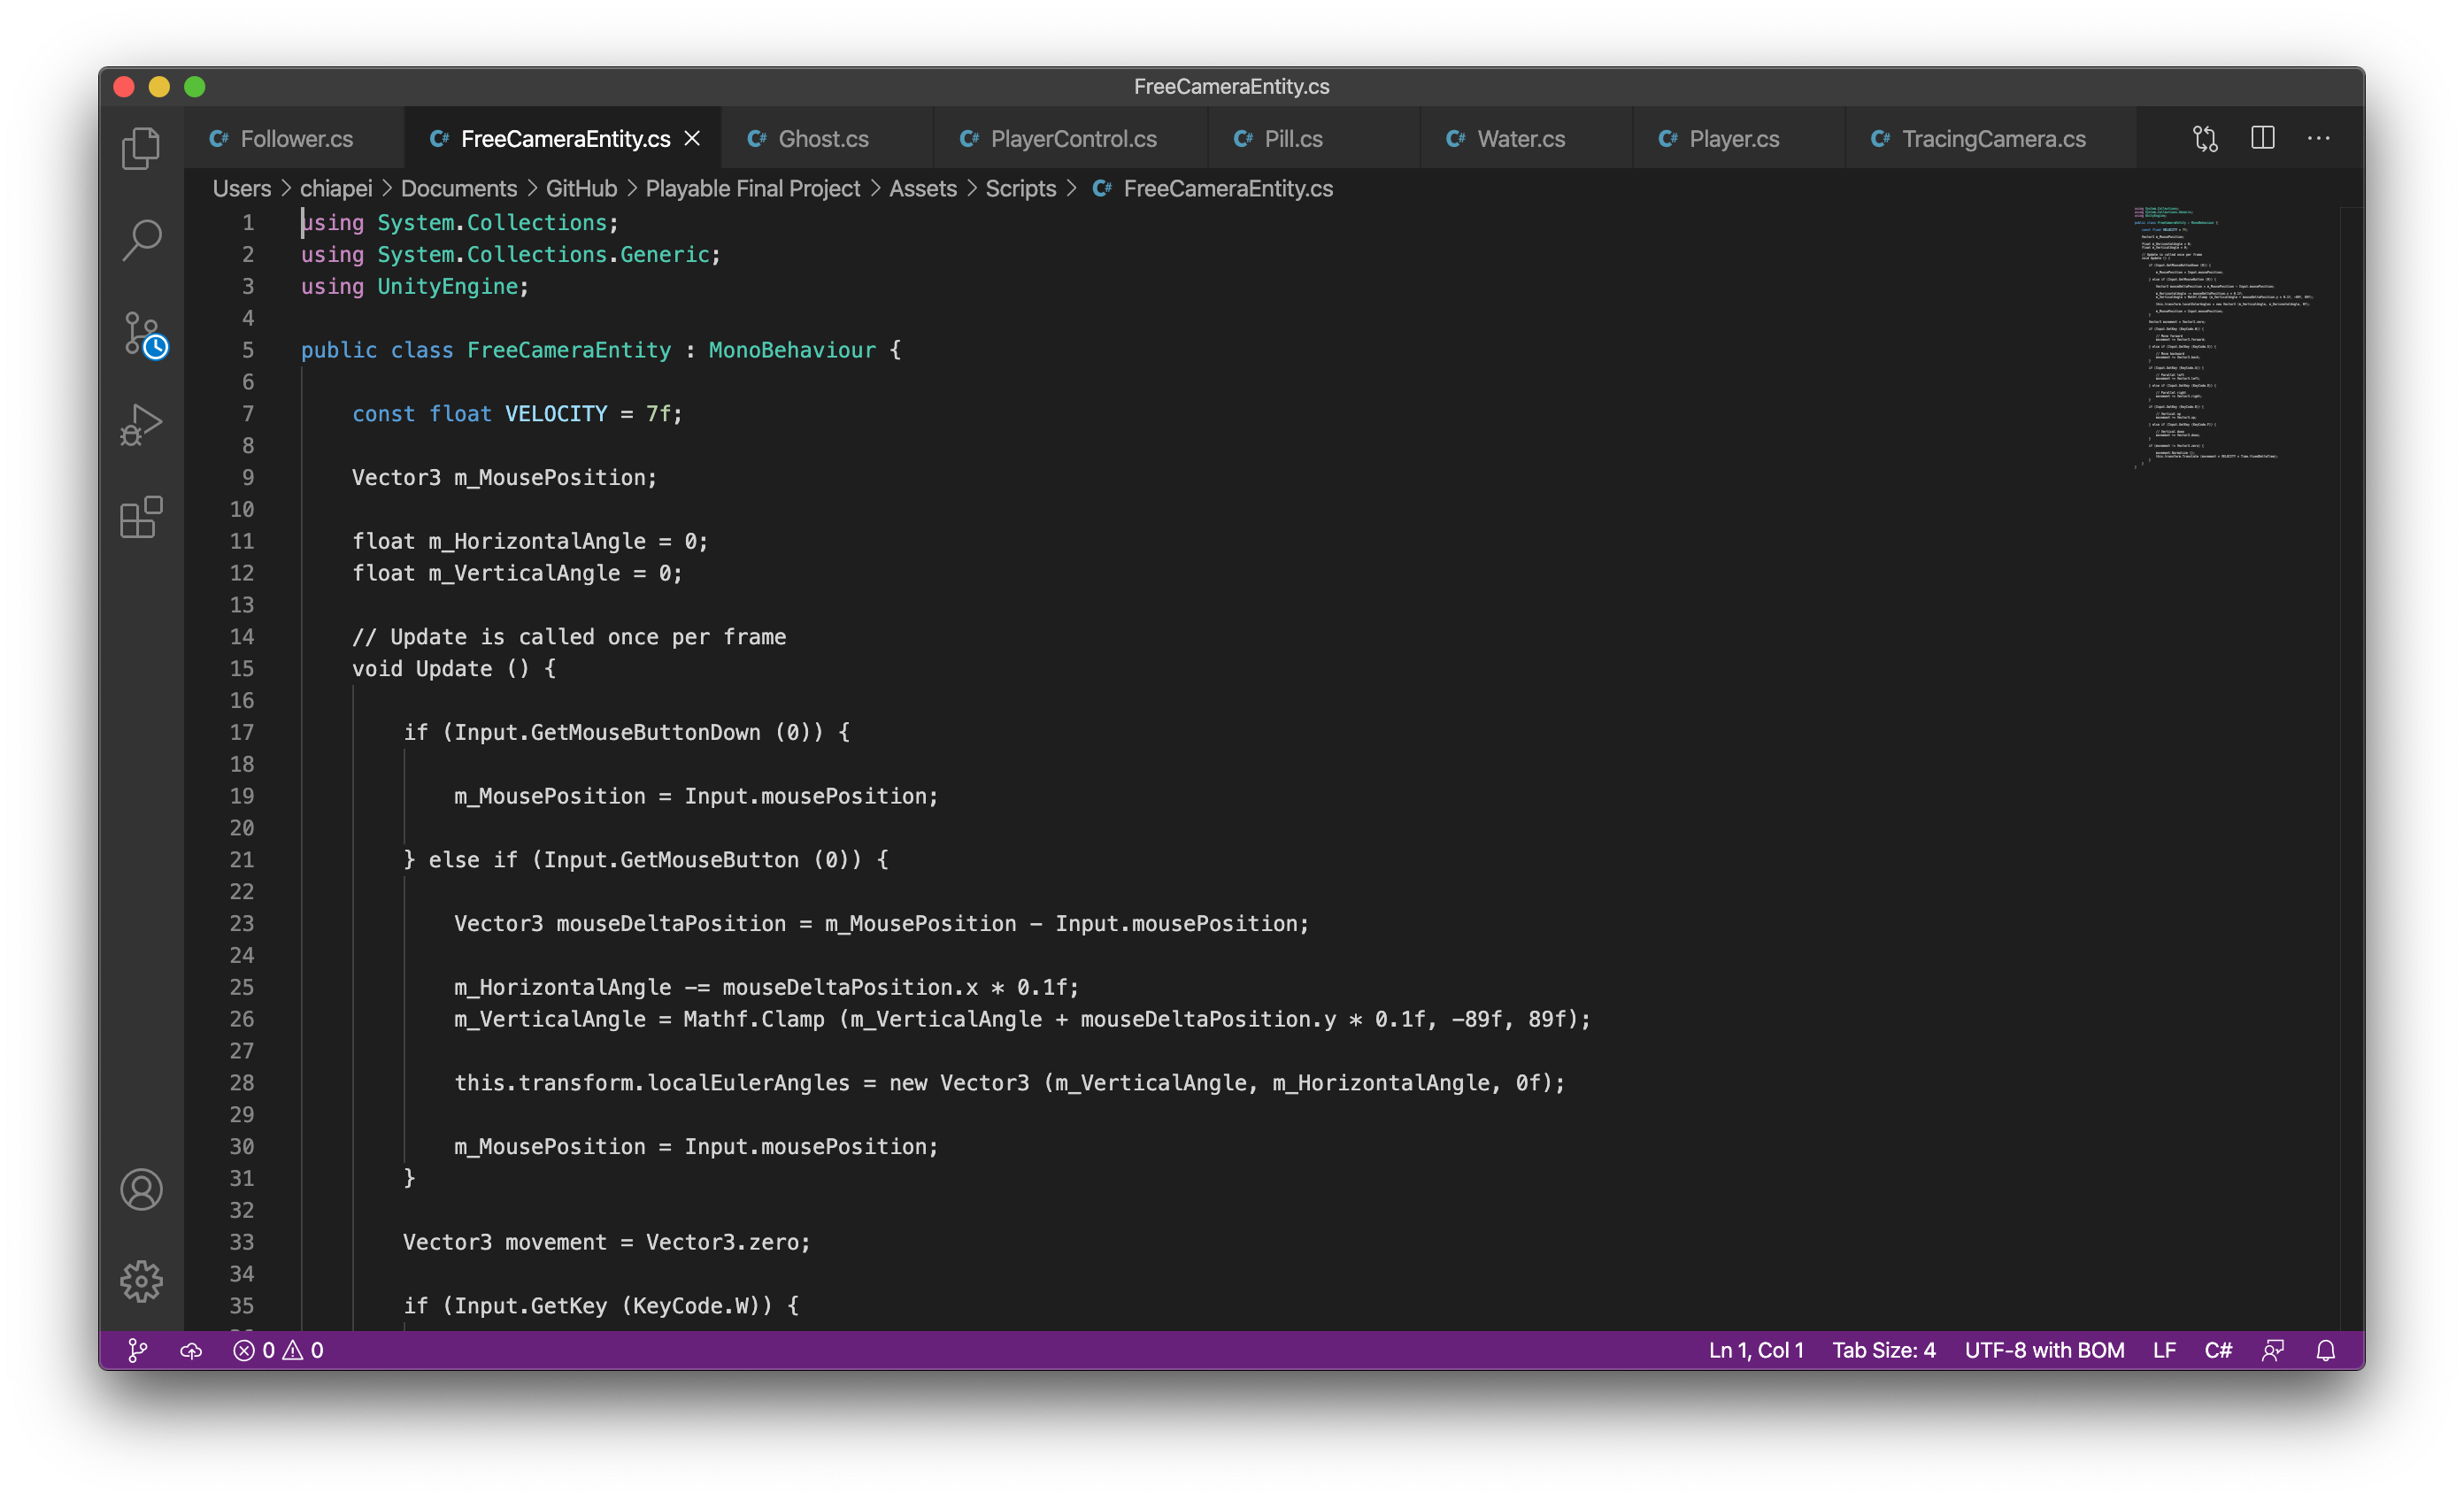 FreeCameraEntity.cs
Follower.cs FreeCameraEntity.cs Ghost.cs PlayerControl.cs Pill.cs Water.cs Player.cs TracingCamera.cs
Users > chiapei > Documents > GitHub > Playable Final Project > Assets > Scripts > FreeCameraEntity.cs
1 using System.Collections;
2 using System.Collections.Generic;
3 using UnityEngine;
4
5 public class FreeCameraEntity : MonoBehaviour {
6
7 const float VELOCITY = 7f;
8
9 Vector3 m_MousePosition;
10
11 float m_HorizontalAngle = 0;
12 float m_VerticalAngle = 0;
13
14 // Update is called once per frame
15 void Update () {
16
17 if (Input.GetMouseButtonDown (0)) {
18
19 m_MousePosition = Input.mousePosition;
20
21 } else if (Input.GetMouseButton (0)) {
22
23 Vector3 mouseDeltaPosition = m_MousePosition - Input.mousePosition;
24
25 m_HorizontalAngle -= mouseDeltaPosition.x * 0.1f;
26 m_VerticalAngle = Mathf.Clamp (m_VerticalAngle + mouseDeltaPosition.y * 0.1f, -89f, 89f);
27
28 this.transform.localEulerAngles = new Vector3 (m_VerticalAngle, m_HorizontalAngle, 0f);
29
30 m_MousePosition = Input.mousePosition;
31 }
32
33 Vector3 movement = Vector3.zero;
34
35 if (Input.GetKey (KeyCode.W)) {
0 0 Ln 1, Col 1 Tab Size: 4 UTF-8 with BOM LF C#